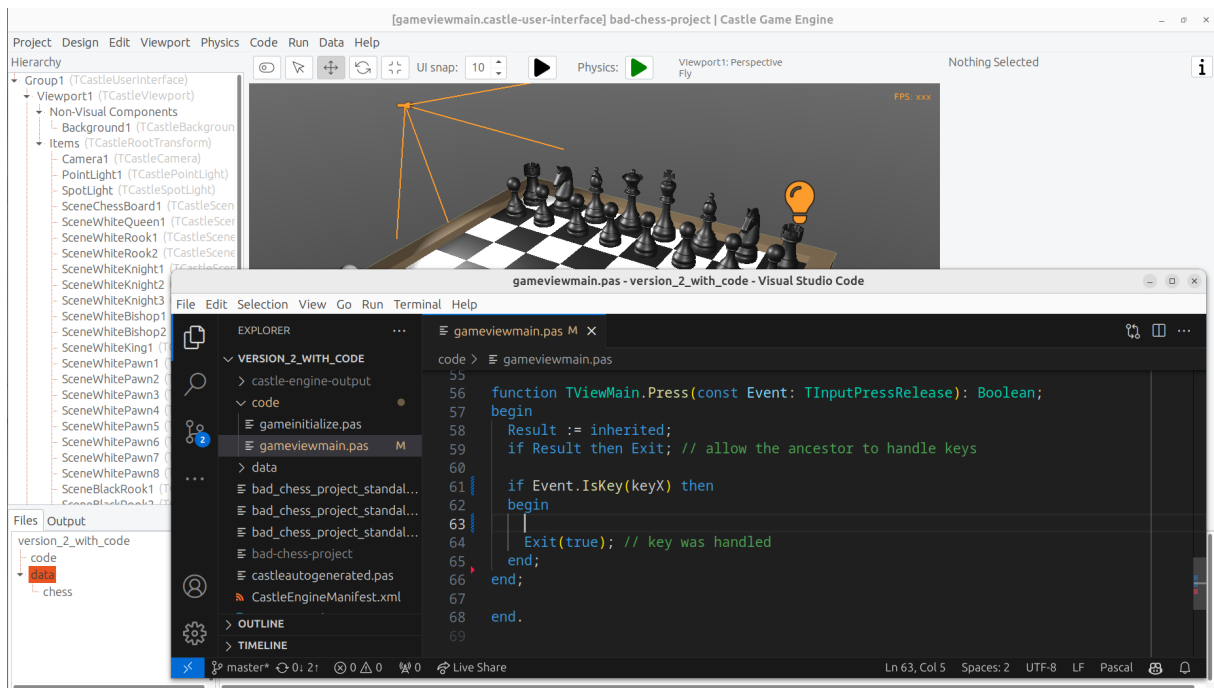 [gameviewmain.castle-user-interface] bad-chess-project | Castle Game Engine
Project Design Edit Viewport Physics Code Run Data Help
Hierarchy
UI snap: 10
Physics:
Viewport1: Perspective
Fly
Nothing Selected
i
Group1 (TCastleUserInterface)
Viewport1 (TCastleViewport)
Non-Visual Components
Background1 (TCastleBackgroun
Items (TCastleRootTransform)
Camera1 (TCastleCamera)
PointLight1 (TCastlePointLight)
SpotLight (TCastleSpotLight)
SceneChessBoard1 (TCastleScen
SceneWhiteQueen1 (TCastleScer
SceneWhiteRook1 (TCastleScene
SceneWhiteRook2 (TCastleScene
SceneWhiteKnight1 (TCastleScer
SceneWhiteKnight2
SceneWhiteKnight3
SceneWhiteBishop1
SceneWhiteBishop2
SceneWhiteKing1 (T
SceneWhitePawn1 (
SceneWhitePawn2 (
SceneWhitePawn3 (
SceneWhitePawn4 (
SceneWhitePawn5 (
SceneWhitePawn6 (
SceneWhitePawn7 (
SceneWhitePawn8 (
SceneBlackRook1 (T
SceneBlackRook2 (T
FPS: xxx
Files Output
version_2_with_code
code
data
chess
gameviewmain.pas - version_2_with_code - Visual Studio Code
File Edit Selection View Go Run Terminal Help
EXPLORER ...
VERSION_2_WITH_CODE
castle-engine-output
code
gameinitialize.pas
gameviewmain.pas M
data
bad_chess_project_standal...
bad_chess_project_standal...
bad_chess_project_standal...
bad-chess-project
castleautogenerated.pas
CastleEngineManifest.xml
OUTLINE
TIMELINE
2
gameviewmain.pas M
code > gameviewmain.pas
55
56 function TViewMain.Press(const Event: TInputPressRelease): Boolean;
57 begin
58 Result := inherited;
59 if Result then Exit; // allow the ancestor to handle keys
60
61 if Event.IsKey(keyX) then
62 begin
63
64 Exit(true); // key was handled
65 end;
66 end;
67
68 end.
69
master* 0↓ 2↑ 0 0 0 Live Share
Ln 63, Col 5 Spaces: 2 UTF-8 LF Pascal